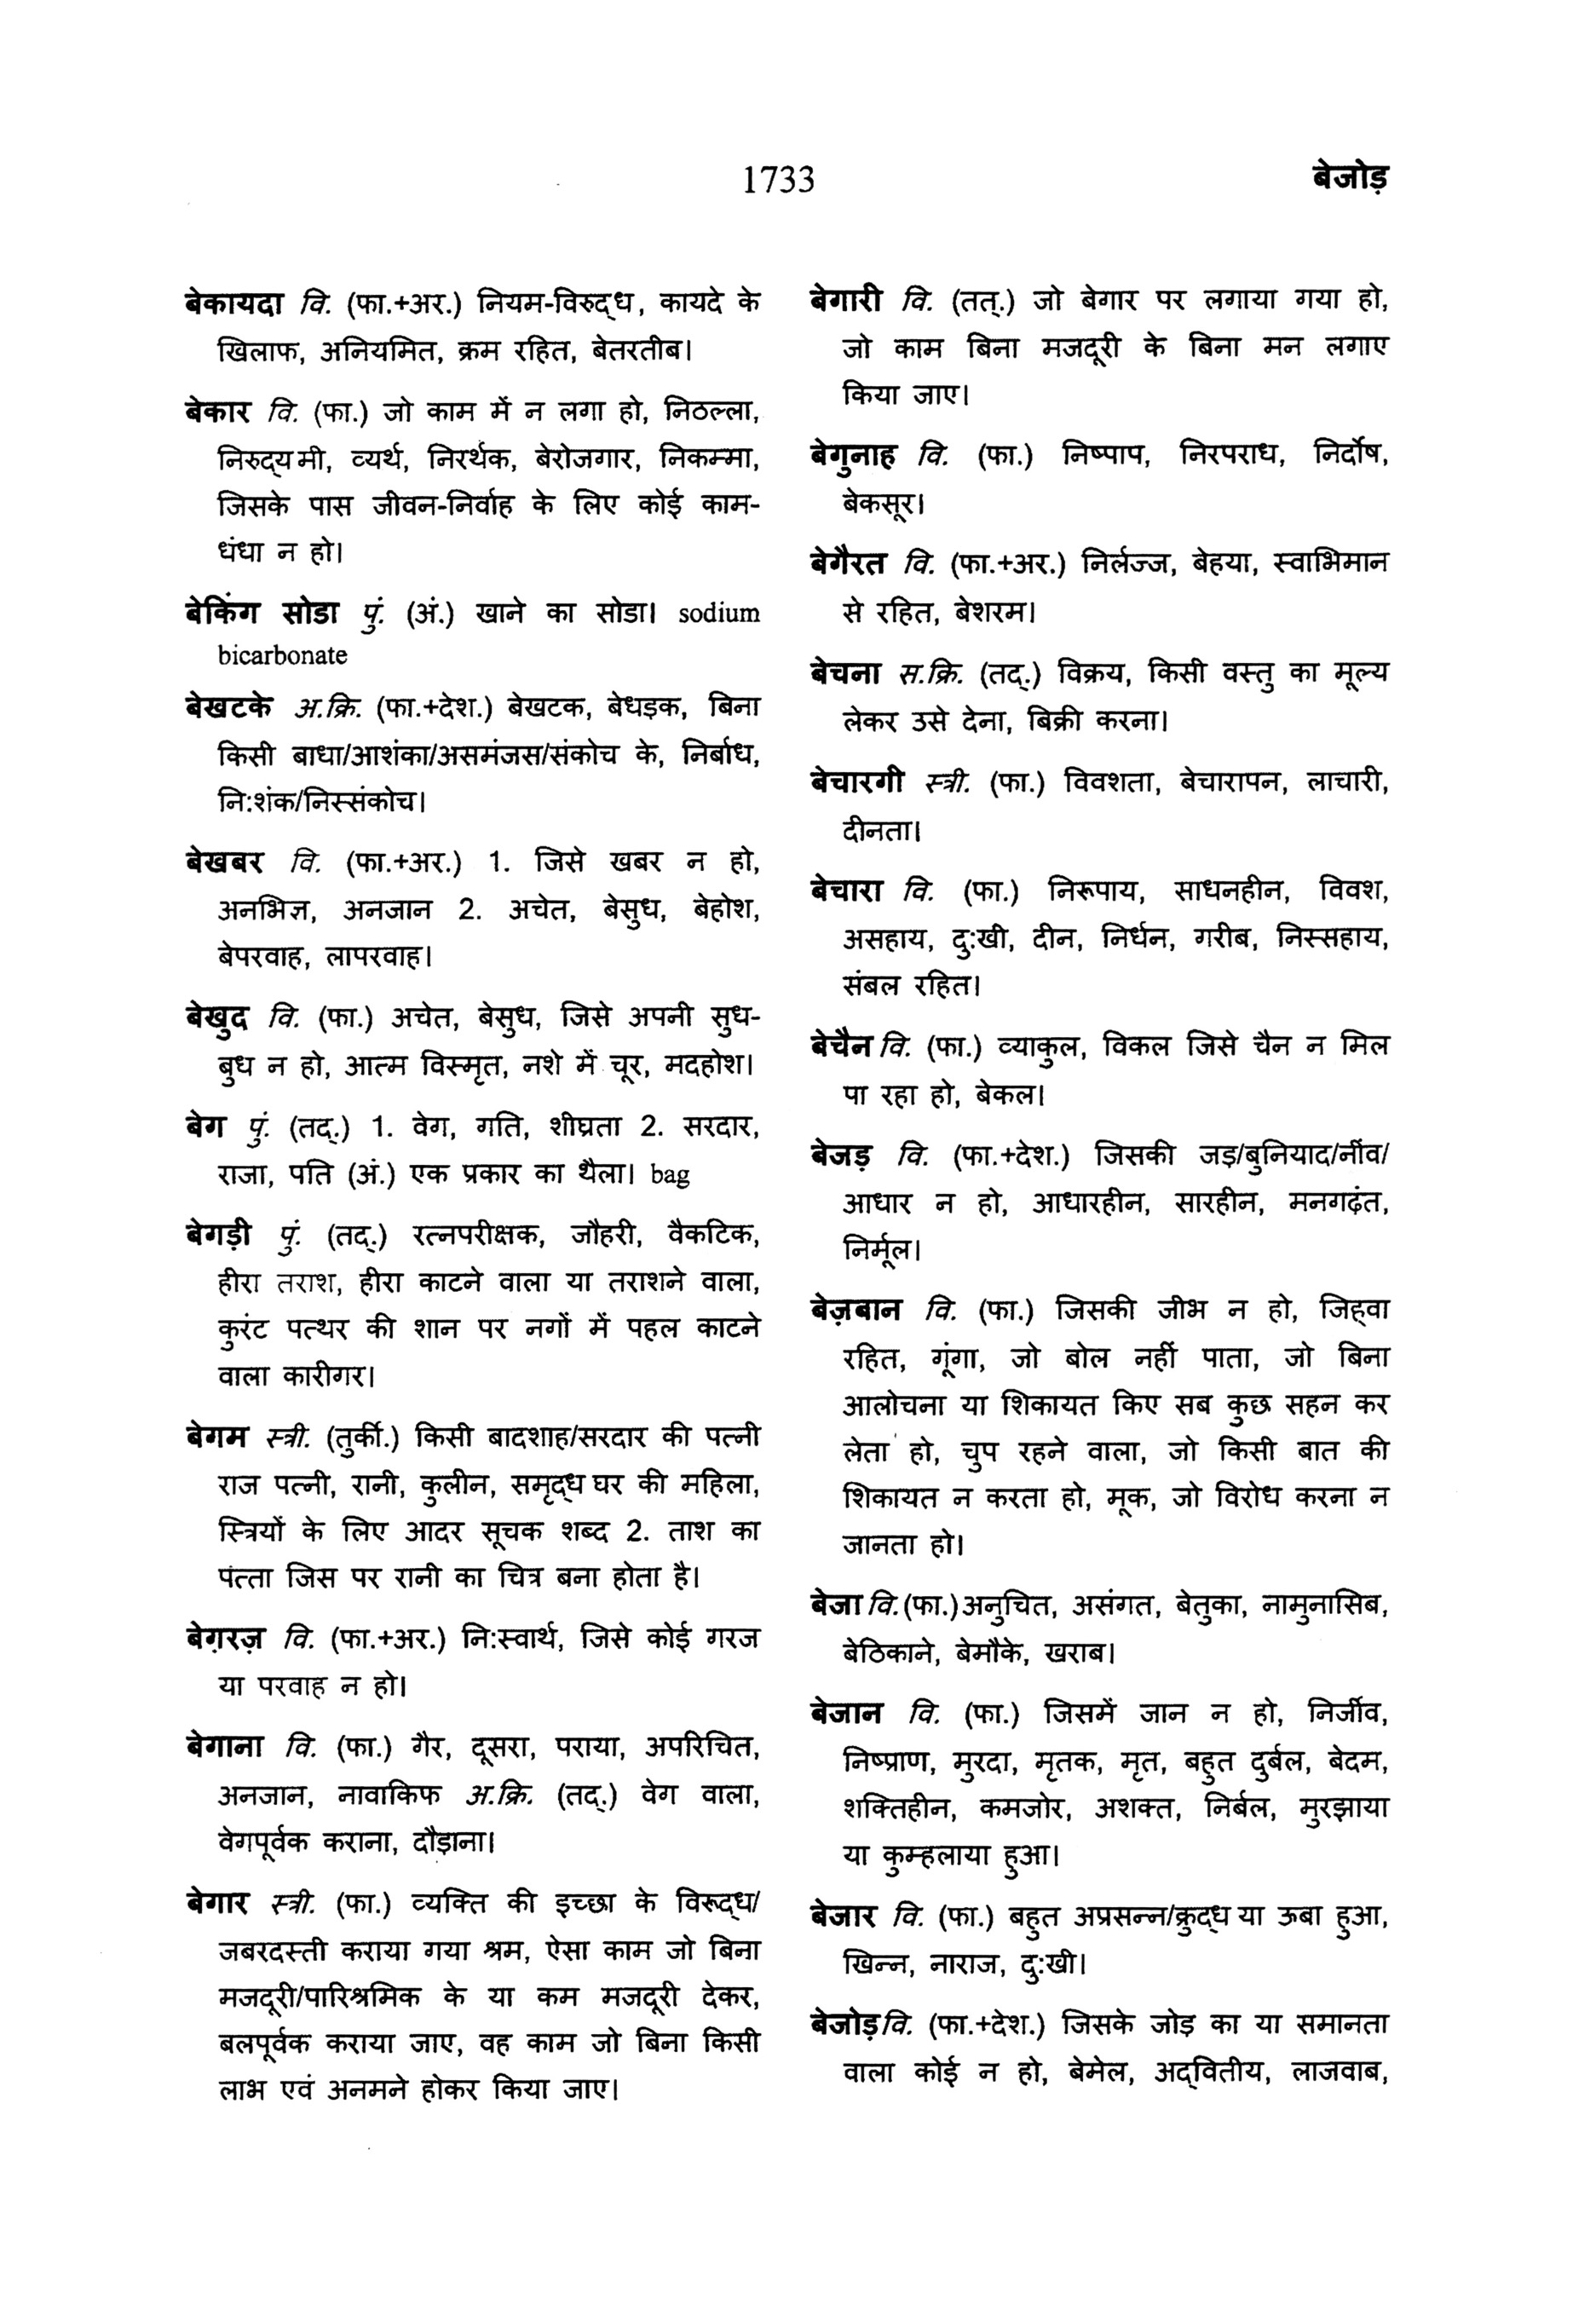 1733
बेजोड़
बेकायदा वि. (फा.+अर.) नियम-विरुद्ध, कायदे के
खिलाफ, अनियमित, क्रम रहित, बेतरतीब।
बेकार वि. (फा.) जो काम में न लगा हो, निठल्ला,
निरुद्यमी, व्यर्थ, निरर्थक, बेरोजगार, निकम्मा,
जिसके पास जीवन-निर्वाह के लिए कोई काम-
धंधा न हो।
बेकिंग सोडा पुं. (अं.) खाने का सोडा। sodium
bicarbonate
बेखटके अ.क्रि. (फा.+देश.) बेखटक, बेधड़क, बिना
किसी बाधा/आशंका/असमंजस/संकोच के, निर्बाध,
नि:शंक/निस्संकोच।
बेखबर वि. (फा.+अर.) 1. जिसे खबर न हो,
अनभिज्ञ, अनजान 2. अचेत, बेसुध, बेहोश,
बेपरवाह, लापरवाह।
बेखुद वि. (फा.) अचेत, बेसुध, जिसे अपनी सुध-
बुध न हो, आत्म विस्मृत, नशे में चूर, मदहोश।
बेग पुं. (तद्.) 1. वेग, गति, शीघ्रता 2. सरदार,
राजा, पति (अं.) एक प्रकार का थैला। bag
बेगड़ी पुं. (तद्.) रत्नपरीक्षक, जौहरी, वैकटिक,
हीरा तराश, हीरा काटने वाला या तराशने वाला,
कुरंट पत्थर की शान पर नगों में पहल काटने
वाला कारीगर।
बेगम स्त्री. (तुर्की.) किसी बादशाह/सरदार की पत्नी
राज पत्नी, रानी, कुलीन, समृद्ध घर की महिला,
स्त्रियों के लिए आदर सूचक शब्द 2. ताश का
पत्ता जिस पर रानी का चित्र बना होता है।
बेग़रज़ वि. (फा.+अर.) नि:स्वार्थ, जिसे कोई गरज
या परवाह न हो।
बेगाना वि. (फा.) गैर, दूसरा, पराया, अपरिचित,
अनजान, नावाकिफ अ.क्रि. (तद्.) वेग वाला,
वेगपूर्वक कराना, दौड़ाना।
बेगार स्त्री. (फा.) व्यक्ति की इच्छा के विरूद्ध/
जबरदस्ती कराया गया श्रम, ऐसा काम जो बिना
मजदूरी/पारिश्रमिक के या कम मजदूरी देकर,
बलपूर्वक कराया जाए, वह काम जो बिना किसी
लाभ एवं अनमने होकर किया जाए।
बेगारी वि. (तत्.) जो बेगार पर लगाया गया हो,
जो काम बिना मजदूरी के बिना मन लगाए
किया जाए।
बेगुनाह वि. (फा.) निष्पाप, निरपराध, निर्दोष,
बेकसूर।
बेगैरत वि. (फा.+अर.) निर्लज्ज, बेहया, स्वाभिमान
से रहित, बेशरम।
बेचना स.क्रि. (तद्.) विक्रय, किसी वस्तु का मूल्य
लेकर उसे देना, बिक्री करना।
बेचारगी स्त्री. (फा.) विवशता, बेचारापन, लाचारी,
दीनता।
बेचारा वि. (फा.) निरूपाय, साधनहीन, विवश,
असहाय, दु:खी, दीन, निर्धन, गरीब, निस्सहाय,
संबल रहित।
बेचैन वि. (फा.) व्याकुल, विकल जिसे चैन न मिल
पा रहा हो, बेकल।
बेजड़ वि. (फा.+देश.) जिसकी जड़/बुनियाद/नींव/
आधार न हो, आधारहीन, सारहीन, मनगढ़ंत,
निर्मूल।
बेज़बान वि. (फा.) जिसकी जीभ न हो, जिह्वा
रहित, गूंगा, जो बोल नहीं पाता, जो बिना
आलोचना या शिकायत किए सब कुछ सहन कर
लेता हो, चुप रहने वाला, जो किसी बात की
शिकायत न करता हो, मूक, जो विरोध करना न
जानता हो।
बेजा वि.(फा.)अनुचित, असंगत, बेतुका, नामुनासिब,
बेठिकाने, बेमौके, खराब।
बेजान वि. (फा.) जिसमें जान न हो, निर्जीव,
निष्प्राण, मुरदा, मृतक, मृत, बहुत दुर्बल, बेदम,
शक्तिहीन, कमजोर, अशक्त, निर्बल, मुरझाया
या कुम्हलाया हुआ।
बेजार वि. (फा.) बहुत अप्रसन्न/क्रुद्ध या ऊबा हुआ,
खिन्न, नाराज, दु:खी।
बेजोड़ वि. (फा.+देश.) जिसके जोड़ का या समानता
वाला कोई न हो, बेमेल, अद्वितीय, लाजवाब,